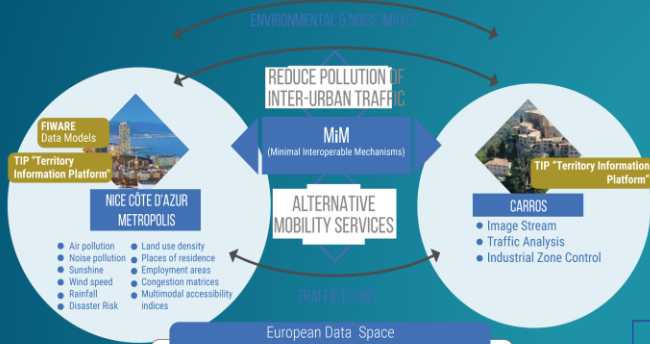 ENVIRONMENTAL & NOISE IMPACT
REDUCE POLLUTION OF
INTER-URBAN TRAFFIC
FIWARE
Data Models
TIP "Territory
Information Platform"
MiM
(Minimal Interoperable Mechanisms)
TIP "Territory Information
Platform"
NICE CÔTE D'AZUR
METROPOLIS
Air pollution
Noise pollution
Sunshine
Wind speed
Rainfall
Disaster Risk
Land use density
Places of residence
Employment areas
Congestion matrices
Multimodal accessibility
indices
ALTERNATIVE
MOBILITY SERVICES
CARROS
Image Stream
Traffic Analysis
Industrial Zone Control
TRAFFIC FLOWS
European Data Space